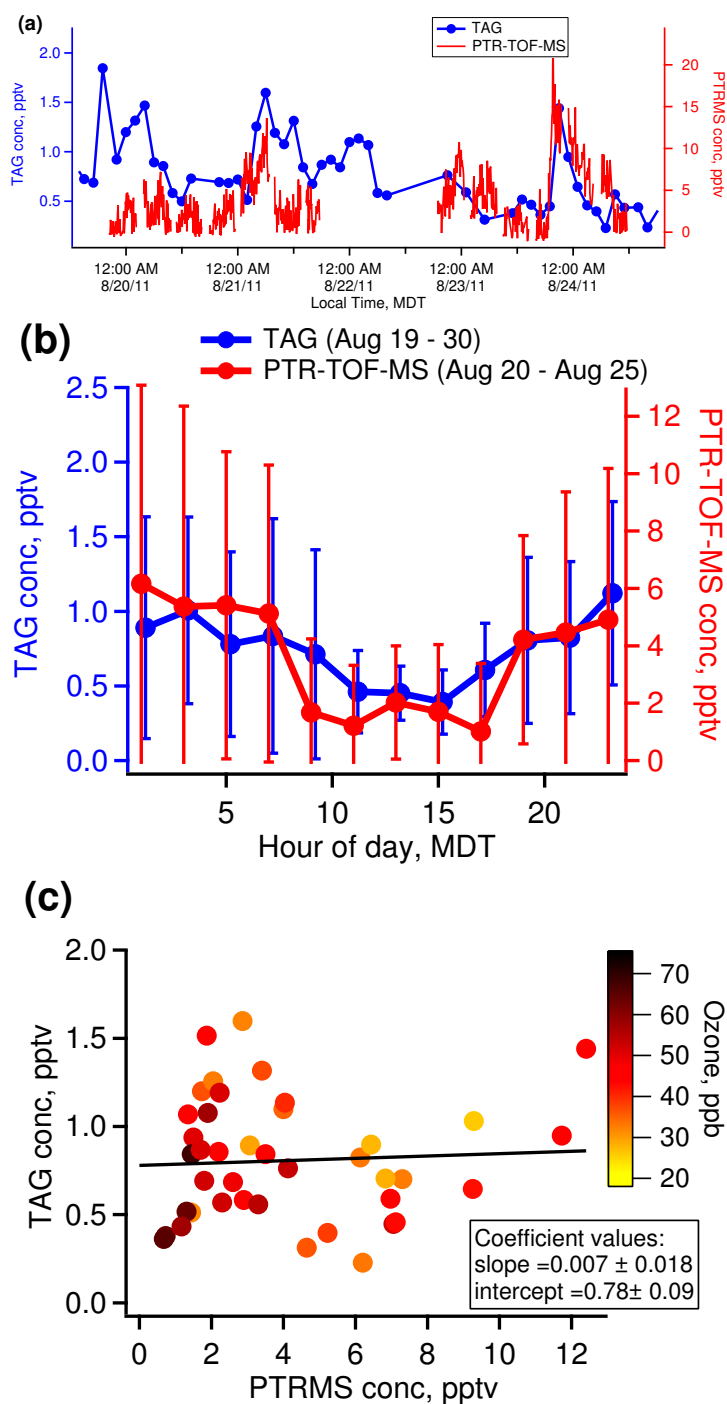 (a)
TAG
PTR-TOF-MS
2.0
1.5
1.0
0.5
TAG conc, pptv
20
15
10
5
0
PTRMS conc, pptv
12:00 AM
8/20/11
12:00 AM
8/21/11
12:00 AM
8/22/11
12:00 AM
8/23/11
12:00 AM
8/24/11
Local Time, MDT
(b)
TAG (Aug 19 - 30)
PTR-TOF-MS (Aug 20 - Aug 25)
2.5
2.0
1.5
1.0
0.5
0.0
TAG conc, pptv
12
10
8
6
4
2
0
PTR-TOF-MS conc, pptv
5
10
15
20
Hour of day, MDT
(c)
2.0
1.5
1.0
0.5
0.0
TAG conc, pptv
70
60
50
40
30
20
Ozone, ppb
Coefficient values:
slope =0.007 ± 0.018
intercept =0.78± 0.09
0
2
4
6
8
10
12
PTRMS conc, pptv